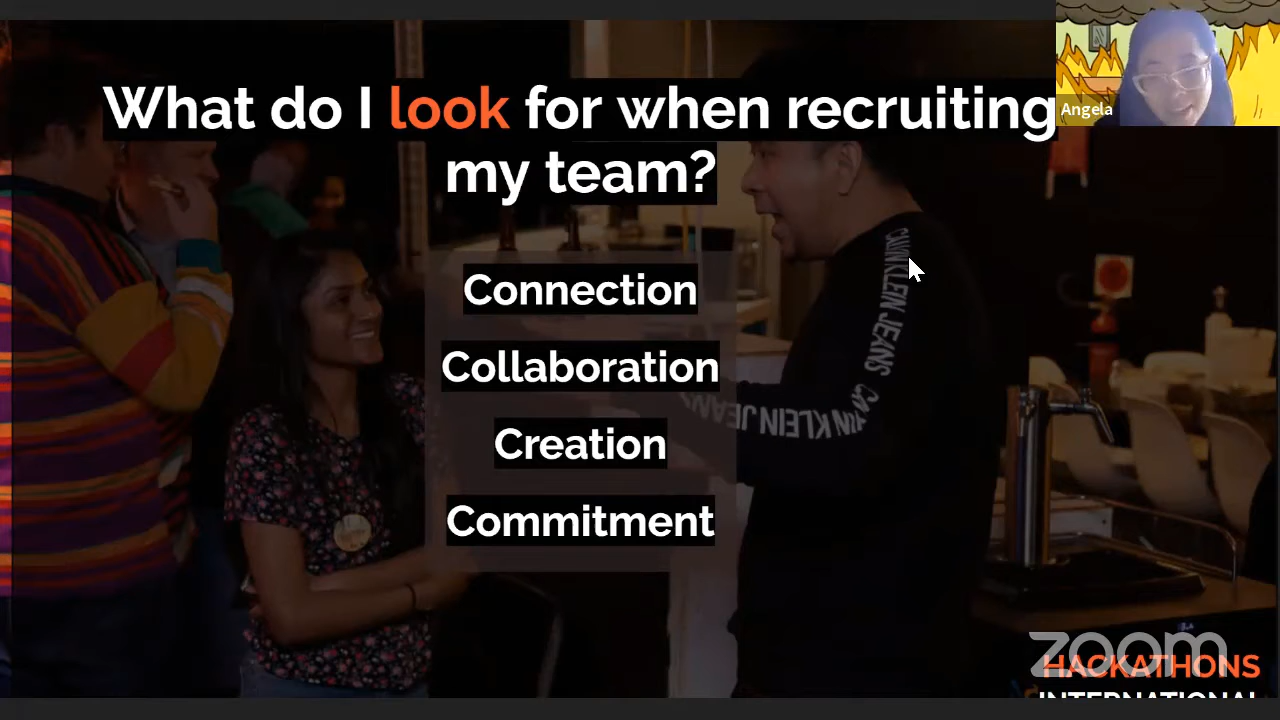 What do I look for when recruiting
my team?
Angela
Connection
Collaboration
Creation
Commitment
CALVIN KLEIN JEANS CALVIN KLEIN JEANS
zoom
HACKATHONS
INTERNATIONAL